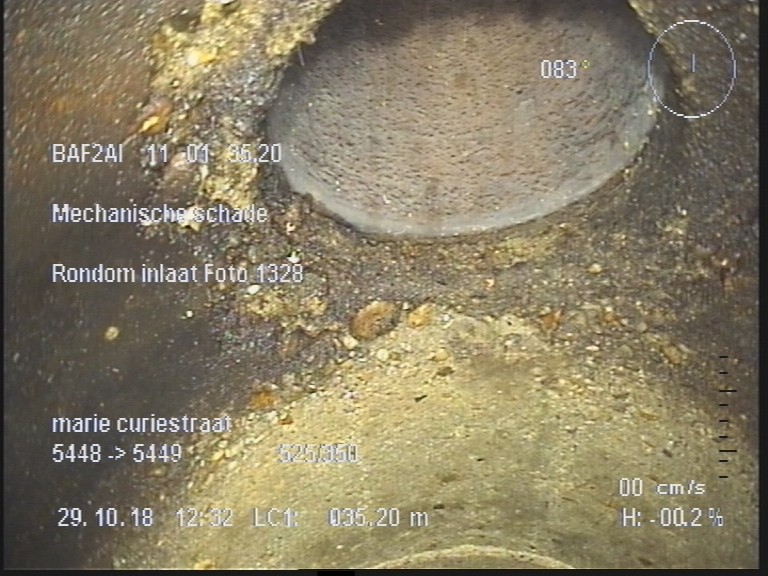 083°
BAF2AI 11 01 35.20
Mechanische schade
Rondom inlaat Foto 1328
marie curiestraat
5448 -> 5449 525/350
00 cm/s
29.10.18 12:32 LC1: 035.20 m H: -00.2 %